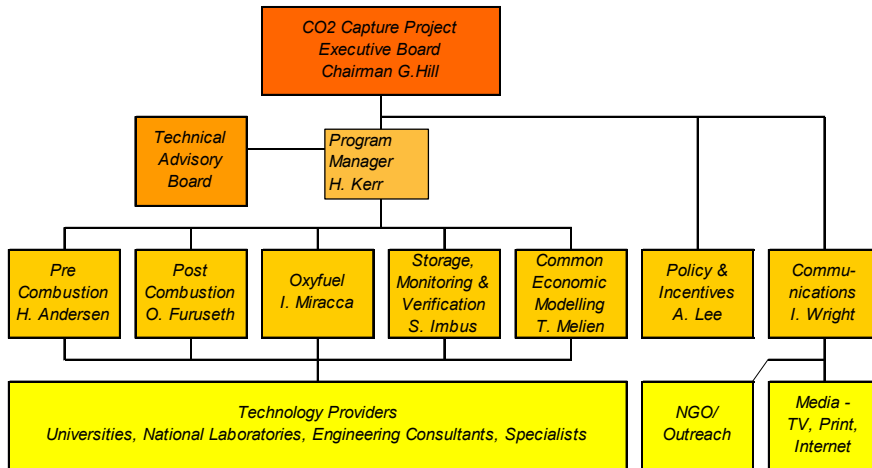 CO2 Capture Project
Executive Board
Chairman G.Hill
Technical
Advisory
Board
Program
Manager
H. Kerr
Pre
Combustion
H. Andersen
Post
Combustion
O. Furuseth
Oxyfuel
I. Miracca
Storage,
Monitoring &
Verification
S. Imbus
Common
Economic
Modelling
T. Melien
Policy &
Incentives
A. Lee
Commu-
nications
I. Wright
Technology Providers
Universities, National Laboratories, Engineering Consultants, Specialists
NGO/
Outreach
Media -
TV, Print,
Internet